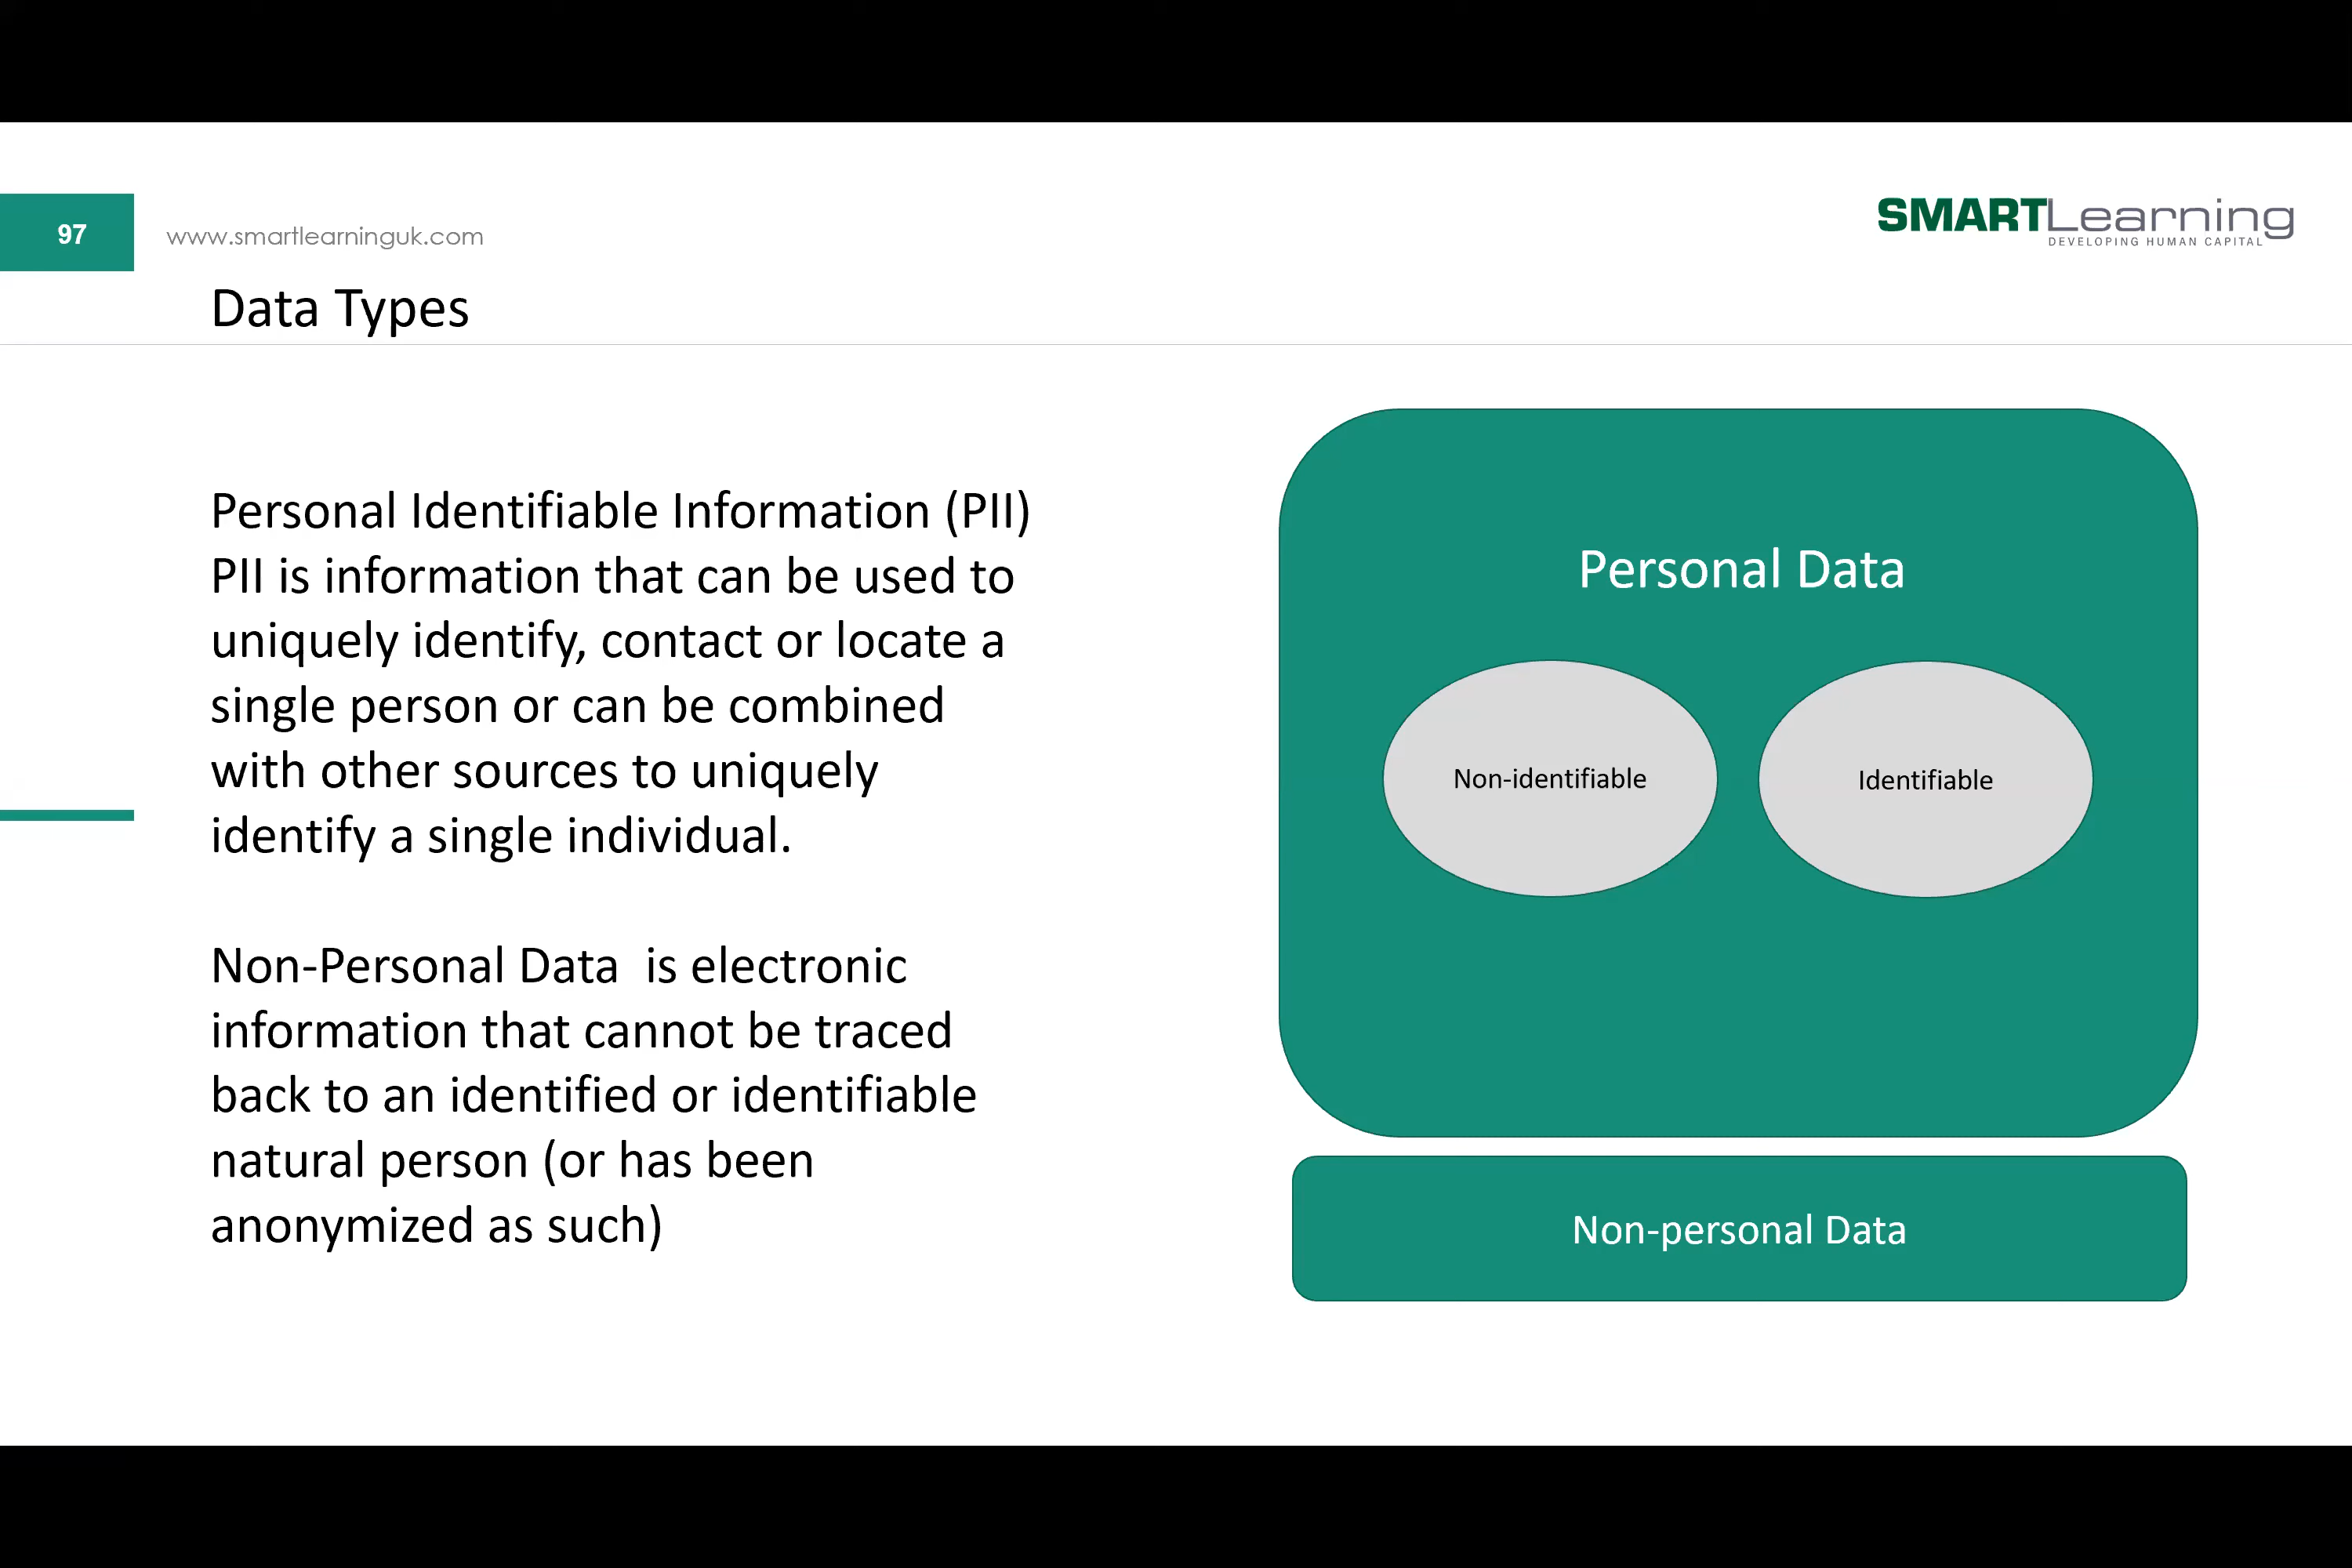 97
www.smartlearninguk.com
SMARTLearning
DEVELOPING HUMAN CAPITAL
Data Types
Personal Identifiable Information (PII)
PII is information that can be used to
uniquely identify, contact or locate a
single person or can be combined
with other sources to uniquely
identify a single individual.
Non-Personal Data  is electronic
information that cannot be traced
back to an identified or identifiable
natural person (or has been
anonymized as such)
Personal Data
Non-identifiable
Identifiable
Non-personal Data